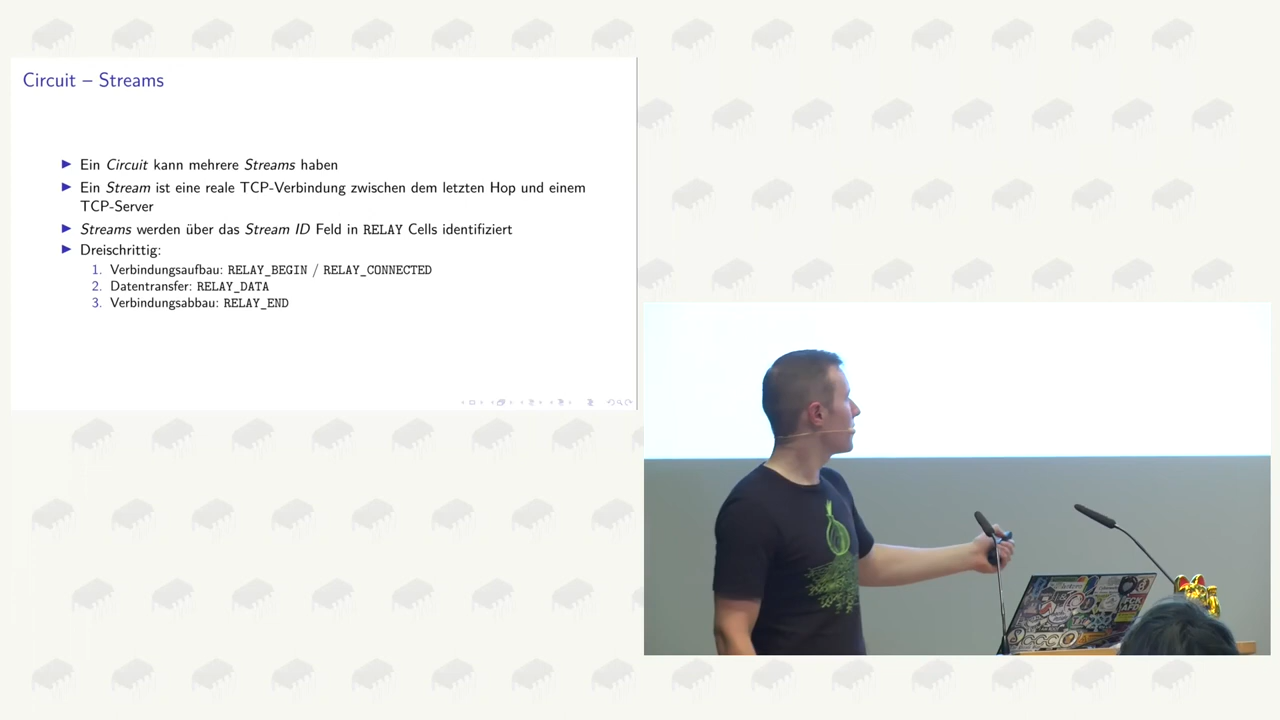 Circuit – Streams
Ein Circuit kann mehrere Streams haben
Ein Stream ist eine reale TCP-Verbindung zwischen dem letzten Hop und einem
TCP-Server
Streams werden über das Stream ID Feld in RELAY Cells identifiziert
Dreischrittig:
1. Verbindungsaufbau: RELAY_BEGIN / RELAY_CONNECTED
2. Datentransfer: RELAY_DATA
3. Verbindungsabbau: RELAY_END